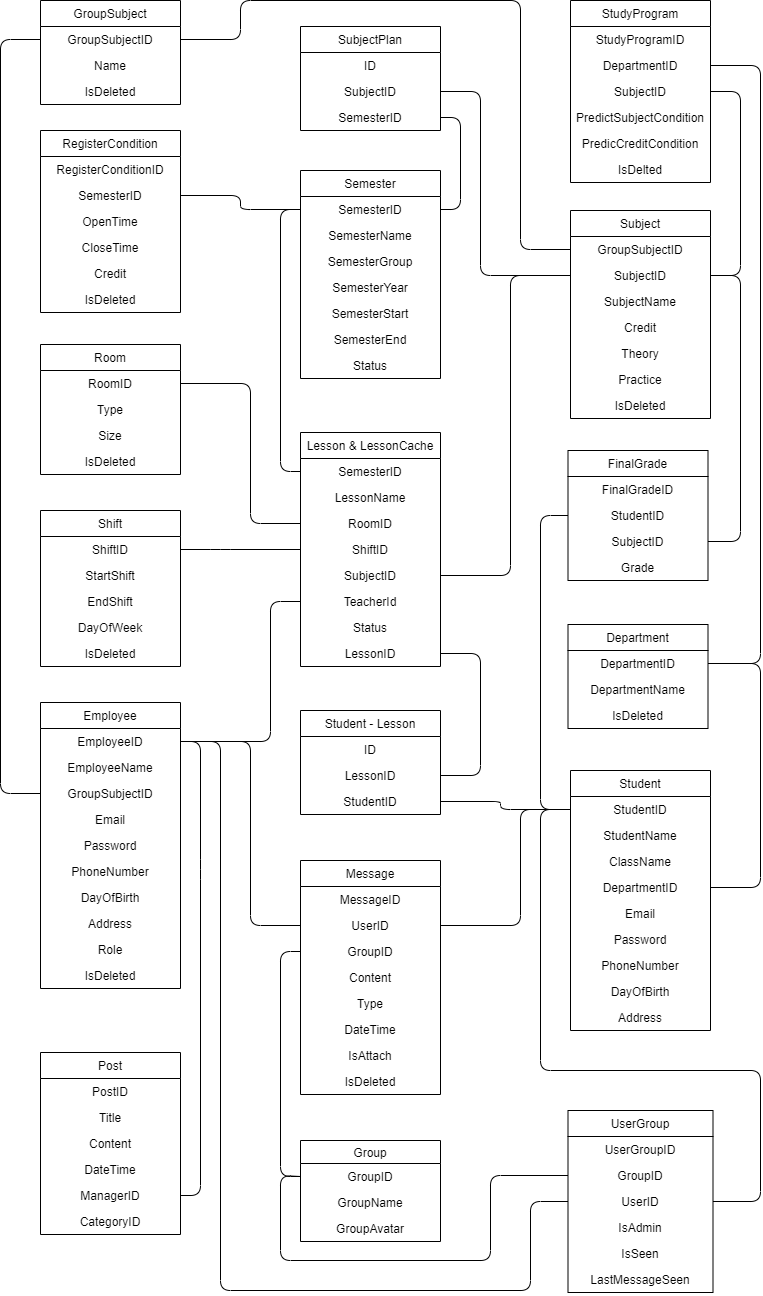 GroupSubject
GroupSubjectID
Name
IsDeleted
RegisterCondition
RegisterConditionID
SemesterID
OpenTime
CloseTime
Credit
IsDeleted
Room
RoomID
Type
Size
IsDeleted
Shift
ShiftID
StartShift
EndShift
DayOfWeek
IsDeleted
Employee
EmployeeID
EmployeeName
GroupSubjectID
Email
Password
PhoneNumber
DayOfBirth
Address
Role
IsDeleted
Post
PostID
Title
Content
DateTime
ManagerID
CategoryID
SubjectPlan
ID
SubjectID
SemesterID
Semester
SemesterID
SemesterName
SemesterGroup
SemesterYear
SemesterStart
SemesterEnd
Status
Lesson & LessonCache
SemesterID
LessonName
RoomID
ShiftID
SubjectID
TeacherId
Status
LessonID
Student - Lesson
ID
LessonID
StudentID
Message
MessageID
UserID
GroupID
Content
Type
DateTime
IsAttach
IsDeleted
Group
GroupID
GroupName
GroupAvatar
StudyProgram
StudyProgramID
DepartmentID
SubjectID
PredictSubjectCondition
PredicCreditCondition
IsDelted
Subject
GroupSubjectID
SubjectID
SubjectName
Credit
Theory
Practice
IsDeleted
FinalGrade
FinalGradeID
StudentID
SubjectID
Grade
Department
DepartmentID
DepartmentName
IsDeleted
Student
StudentID
StudentName
ClassName
DepartmentID
Email
Password
PhoneNumber
DayOfBirth
Address
UserGroup
UserGroupID
GroupID
UserID
IsAdmin
IsSeen
LastMessageSeen